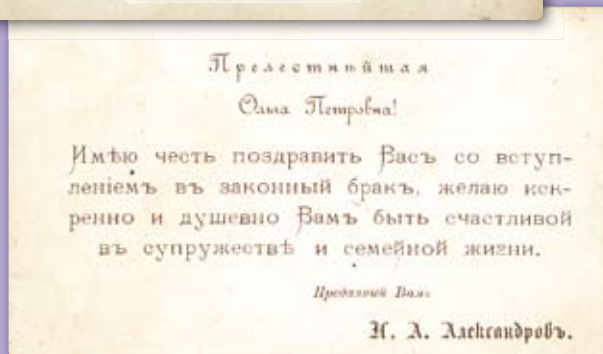 Прелестнѣйшая
Ольга Петровна!
Имѣю честь поздравить Васъ со вступ-
леніемъ въ законный бракъ, желаю иск-
ренно и душевно Вамъ быть счастливой
въ супружествѣ и семейной жизни.
Преданный Вамъ
Н. А. Александровъ.